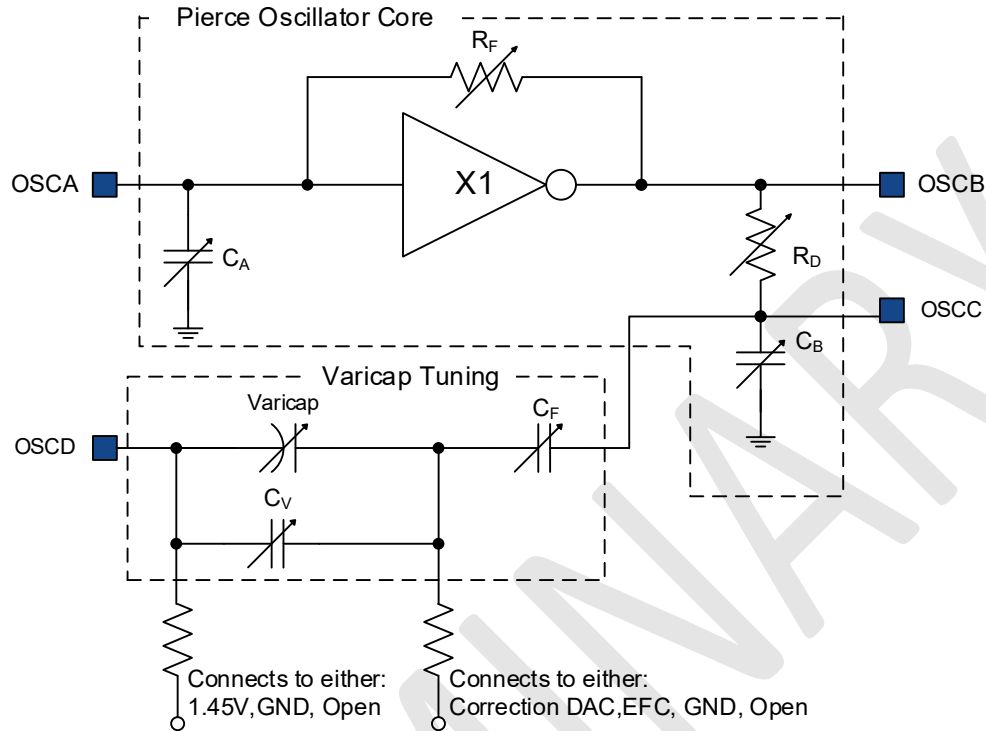 Pierce Oscillator Core
RF
OSCA
X1
OSCB
CA
RD
OSCC
CB
Varicap Tuning
Varicap
CF
OSCD
CV
Connects to either:
1.45V,GND, Open
Connects to either:
Correction DAC,EFC, GND, Open
MINARY